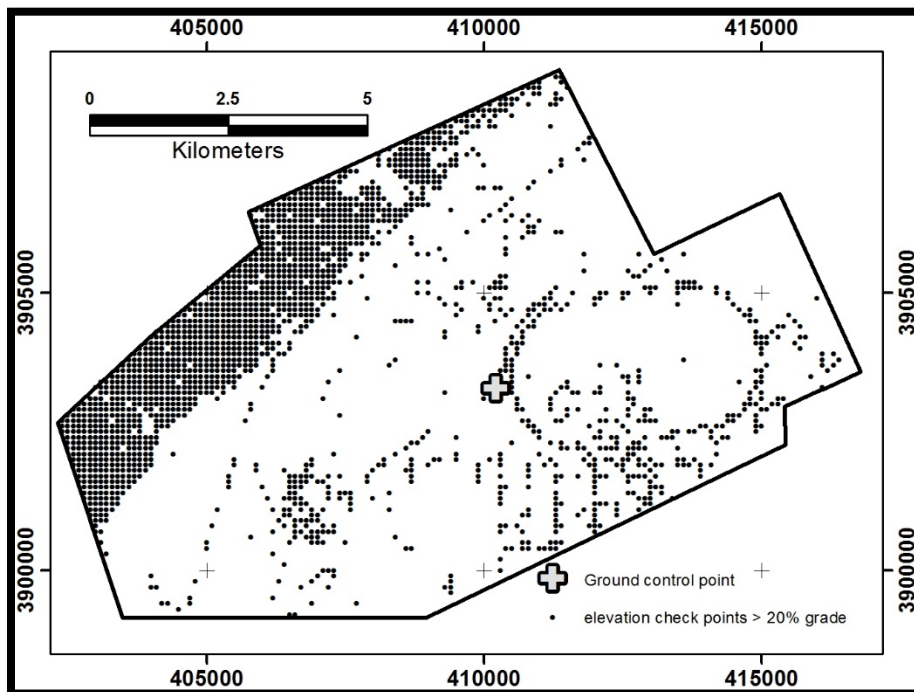 405000 410000 415000
0 2.5 5
Kilometers
3905000 3905000
3900000 3900000
Ground control point
elevation check points > 20% grade
405000 410000 415000